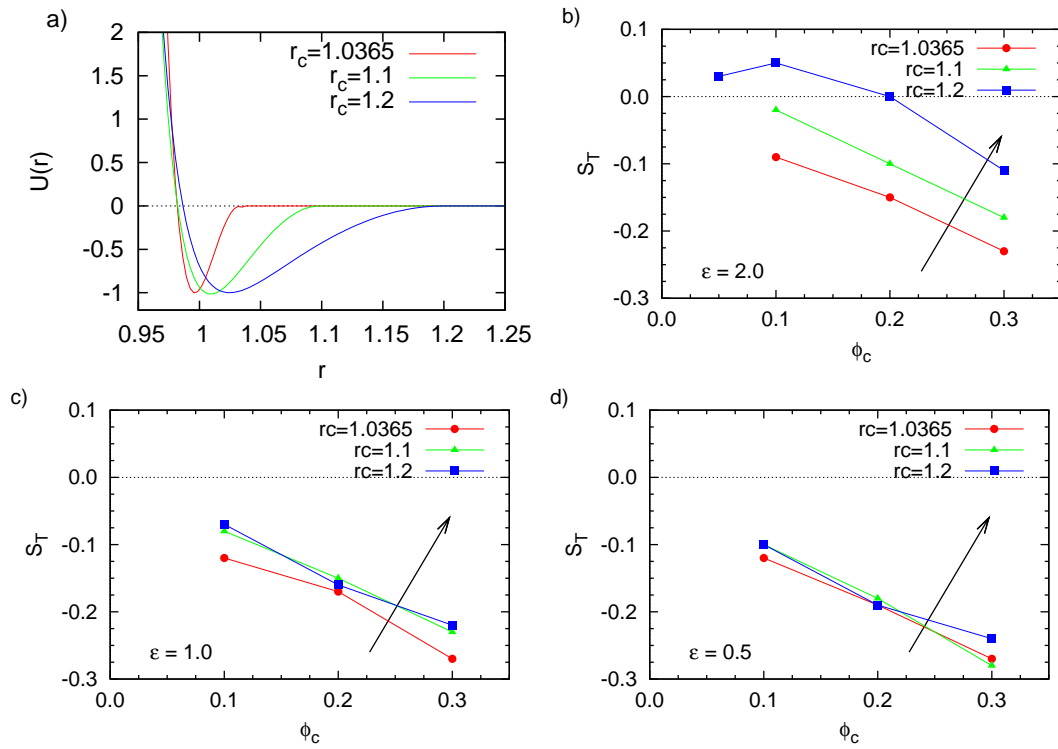 a)
2
1.5
1
0.5
0
-0.5
-1
U(r)
r_c=1.0365
r_c=1.1
r_c=1.2
0.95
1
1.05
1.1
1.15
1.2
1.25
r
b)
0.1
0.0
-0.1
-0.2
-0.3
S_T
rc=1.0365
rc=1.1
rc=1.2
ε = 2.0
0.0
0.1
0.2
0.3
ϕ_c
c)
0.1
0.0
-0.1
-0.2
-0.3
S_T
rc=1.0365
rc=1.1
rc=1.2
ε = 1.0
0.0
0.1
0.2
0.3
ϕ_c
d)
0.1
0.0
-0.1
-0.2
-0.3
S_T
rc=1.0365
rc=1.1
rc=1.2
ε = 0.5
0.0
0.1
0.2
0.3
ϕ_c